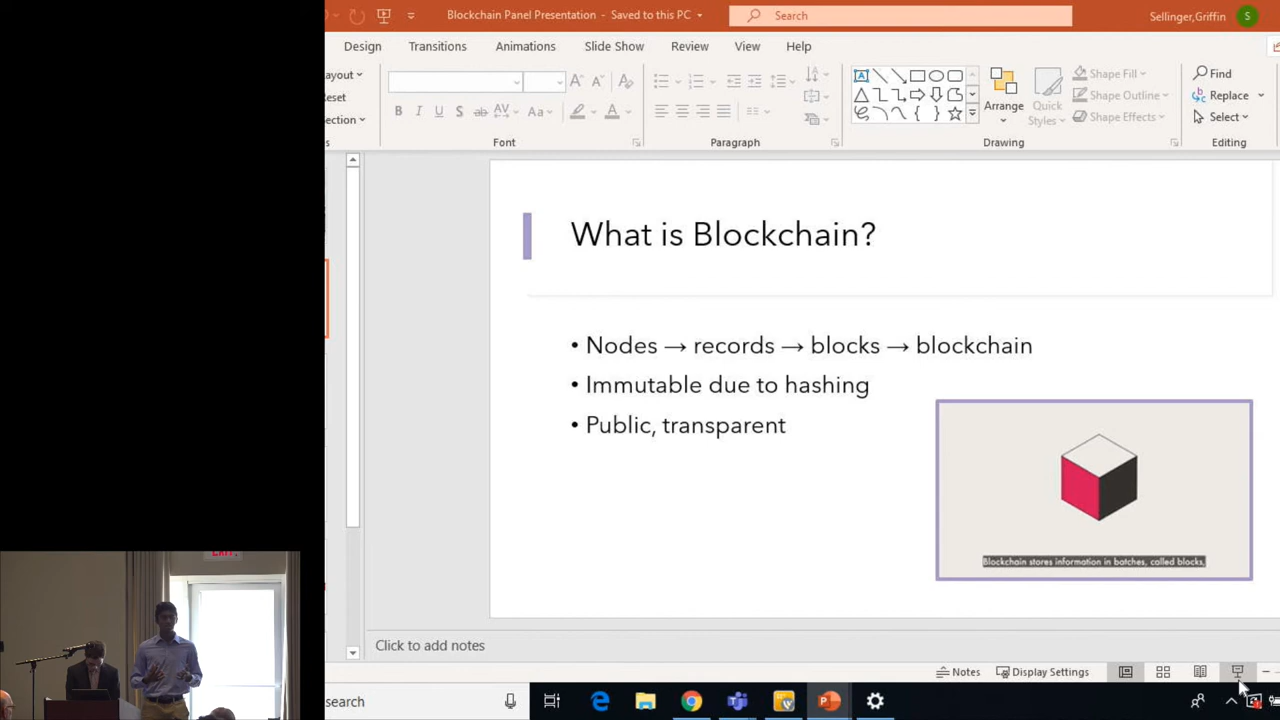 Blockchain Panel Presentation - Saved to this PC
Search
Sellinger,Griffin
S
Design Transitions Animations Slide Show Review View Help
ayout
Reset
ection
Font
Paragraph
Arrange
Quick Styles
Shape Fill
Shape Outline
Shape Effects
Drawing
Find
Replace
Select
Editing
What is Blockchain?
• Nodes → records → blocks → blockchain
• Immutable due to hashing
• Public, transparent
Blockchain stores information in batches, called blocks,
Click to add notes
Notes Display Settings
search
EXIT